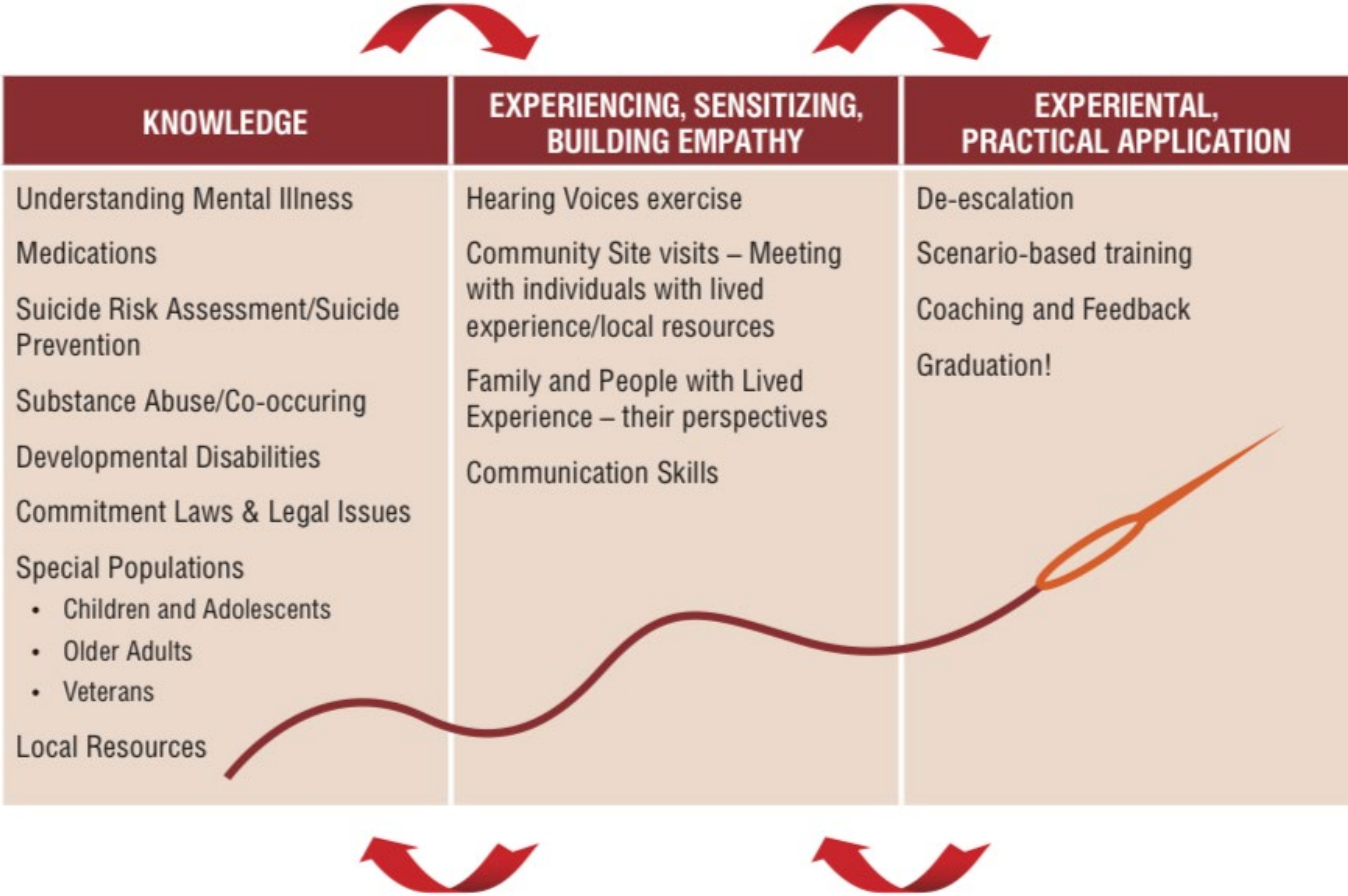 KNOWLEDGE
Understanding Mental Illness
Medications
Suicide Risk Assessment/Suicide
Prevention
Substance Abuse/Co-occuring
Developmental Disabilities
Commitment Laws & Legal Issues
Special Populations
• Children and Adolescents
• Older Adults
• Veterans
Local Resources
EXPERIENCING, SENSITIZING,
BUILDING EMPATHY
Hearing Voices exercise
Community Site visits – Meeting
with individuals with lived
experience/local resources
Family and People with Lived
Experience – their perspectives
Communication Skills
EXPERIENTAL,
PRACTICAL APPLICATION
De-escalation
Scenario-based training
Coaching and Feedback
Graduation!